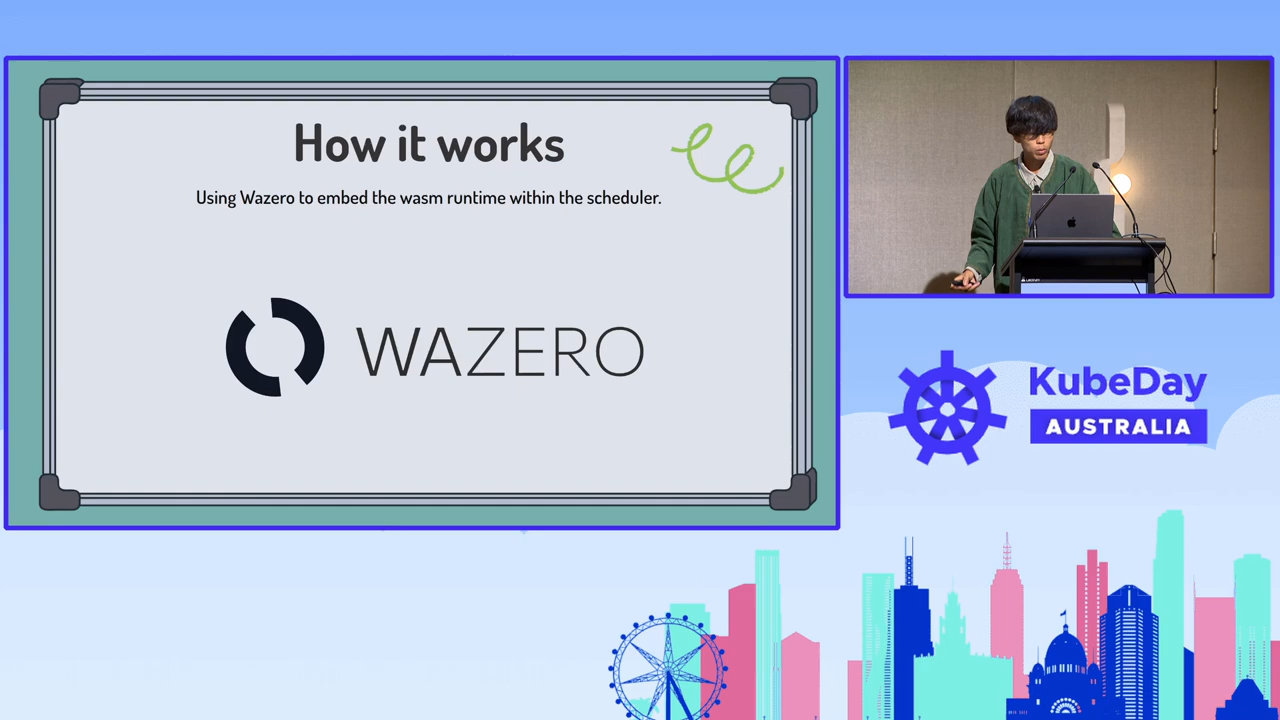 How it works
Using Wazero to embed the wasm runtime within the scheduler.
WAZERO
KubeDay
AUSTRALIA